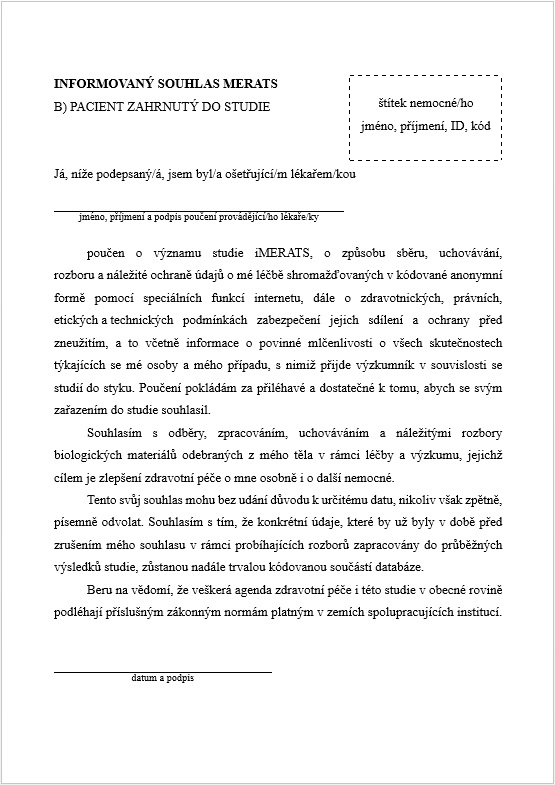 INFORMOVANÝ SOUHLAS MERATS
B) PACIENT ZAHRNUTÝ DO STUDIE
štítek nemocné/ho
jméno, příjmení, ID, kód
Já, níže podepsaný/á, jsem byl/a ošetřující/m lékařem/kou
jméno, příjmení a podpis poučení provádějící/ho lékaře/ky
poučen o významu studie iMERATS, o způsobu sběru, uchovávání,
rozboru a náležité ochraně údajů o mé léčbě shromažďovaných v kódované anonymní
formě pomocí speciálních funkcí internetu, dále o zdravotnických, právních,
etických a technických podmínkách zabezpečení jejich sdílení a ochrany před
zneužitím, a to včetně informace o povinné mlčenlivosti o všech skutečnostech
týkajících se mé osoby a mého případu, s nimiž přijde výzkumník v souvislosti se
studií do styku. Poučení pokládám za přiléhavé a dostatečné k tomu, abych se svým
zařazením do studie souhlasil.
Souhlasím s odběry, zpracováním, uchováváním a náležitými rozbory
biologických materiálů odebraných z mého těla v rámci léčby a výzkumu, jejichž
cílem je zlepšení zdravotní péče o mne osobně i o další nemocné.
Tento svůj souhlas mohu bez udání důvodu k určitému datu, nikoliv však zpětně,
písemně odvolat. Souhlasím s tím, že konkrétní údaje, které by už byly v době před
zrušením mého souhlasu v rámci probíhajících rozborů zapracovány do průběžných
výsledků studie, zůstanou nadále trvalou kódovanou součástí databáze.
Beru na vědomí, že veškerá agenda zdravotní péče i této studie v obecné rovině
podléhají příslušným zákonným normám platným v zemích spolupracujících institucí.
datum a podpis